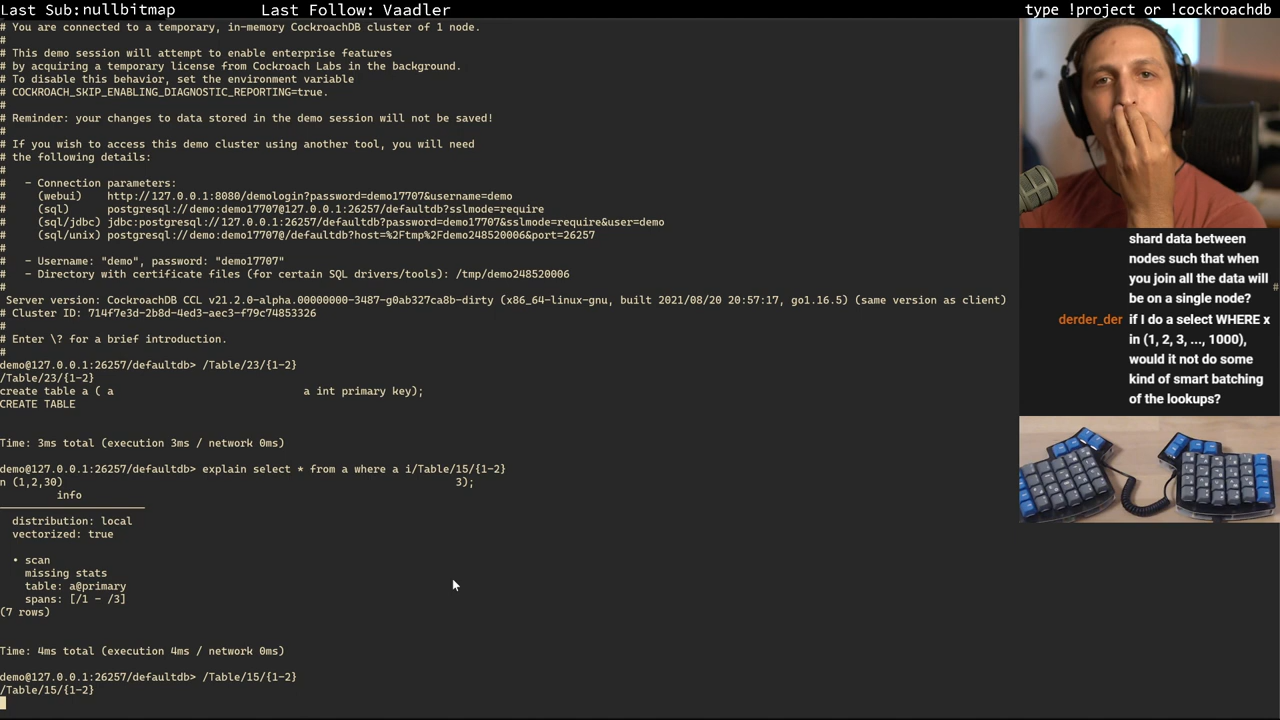 Last Sub:nullbitmap
Last Follow: Vaadler
type !project or !cockroachdb
# You are connected to a temporary, in-memory CockroachDB cluster of 1 node.
#
# This demo session will attempt to enable enterprise features
# by acquiring a temporary license from Cockroach Labs in the background.
# To disable this behavior, set the environment variable
# COCKROACH_SKIP_ENABLING_DIAGNOSTIC_REPORTING=true.
#
# Reminder: your changes to data stored in the demo session will not be saved!
#
# If you wish to access this demo cluster using another tool, you will need
# the following details:
#
#   - Connection parameters:
#     (webui)    http://127.0.0.1:8080/demologin?password=demo17707&username=demo
#     (sql)      postgresql://demo:demo17707@127.0.0.1:26257/defaultdb?sslmode=require
#     (sql/jdbc) jdbc:postgresql://127.0.0.1:26257/defaultdb?password=demo17707&sslmode=require&user=demo
#     (sql/unix) postgresql://demo:demo17707@/defaultdb?host=%2Ftmp%2Fdemo248520006&port=26257
#
#   - Username: "demo", password: "demo17707"
#   - Directory with certificate files (for certain SQL drivers/tools): /tmp/demo248520006
#
# Server version: CockroachDB CCL v21.2.0-alpha.00000000-3487-g0ab327ca8b-dirty (x86_64-linux-gnu, built 2021/08/20 20:57:17, go1.16.5) (same version as client)
# Cluster ID: 714f7e3d-2b8d-4ed3-aec3-f79c74853326
#
# Enter \? for a brief introduction.
#
demo@127.0.0.1:26257/defaultdb> /Table/23/{1-2}
/Table/23/{1-2}
create table a ( a                              a int primary key);
CREATE TABLE
Time: 3ms total (execution 3ms / network 0ms)
demo@127.0.0.1:26257/defaultdb> explain select * from a where a i/Table/15/{1-2}
n (1,2,30)                                                              3);
info
distribution: local
vectorized: true
• scan
missing stats
table: a@primary
spans: [/1 - /3]
(7 rows)
Time: 4ms total (execution 4ms / network 0ms)
demo@127.0.0.1:26257/defaultdb> /Table/15/{1-2}
/Table/15/{1-2}
shard data between
nodes such that when
you join all the data will
be on a single node?
derder_der if I do a select WHERE x
in (1, 2, 3, ..., 1000),
would it not do some
kind of smart batching
of the lookups?
#